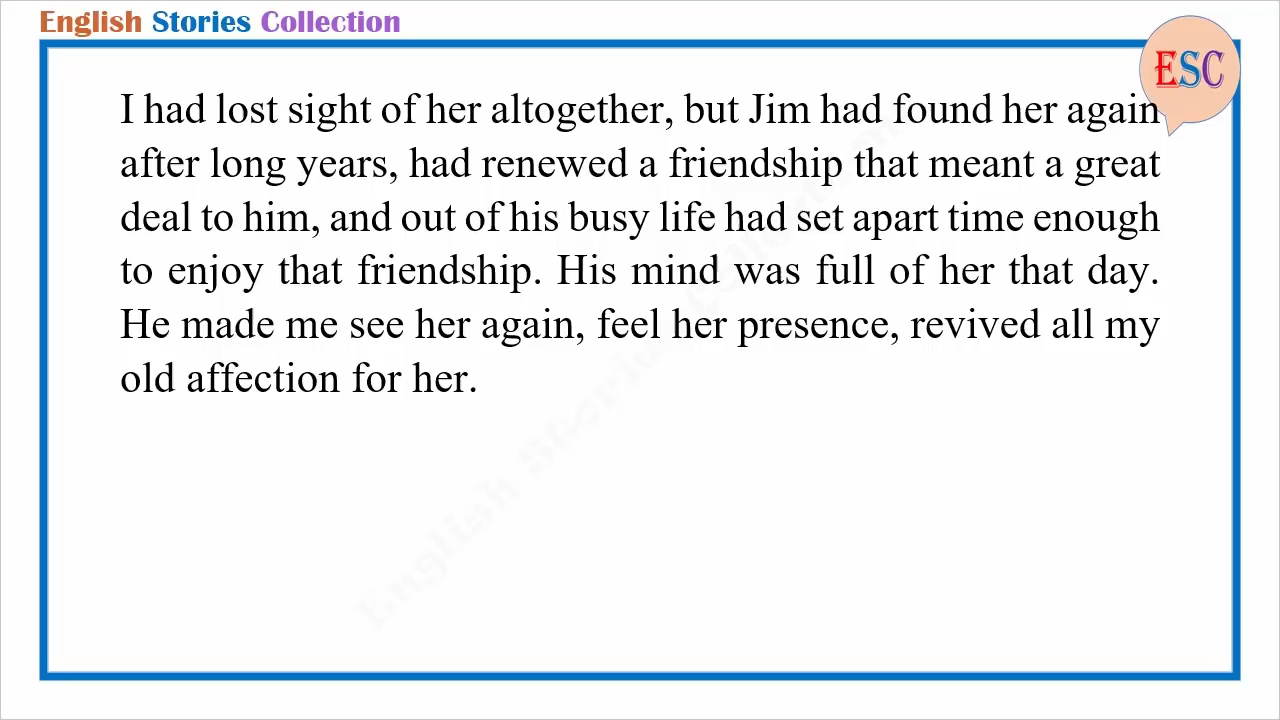 English Stories Collection
ESC
I had lost sight of her altogether, but Jim had found her again
after long years, had renewed a friendship that meant a great
deal to him, and out of his busy life had set apart time enough
to enjoy that friendship. His mind was full of her that day.
He made me see her again, feel her presence, revived all my
old affection for her.
English Stories Collection